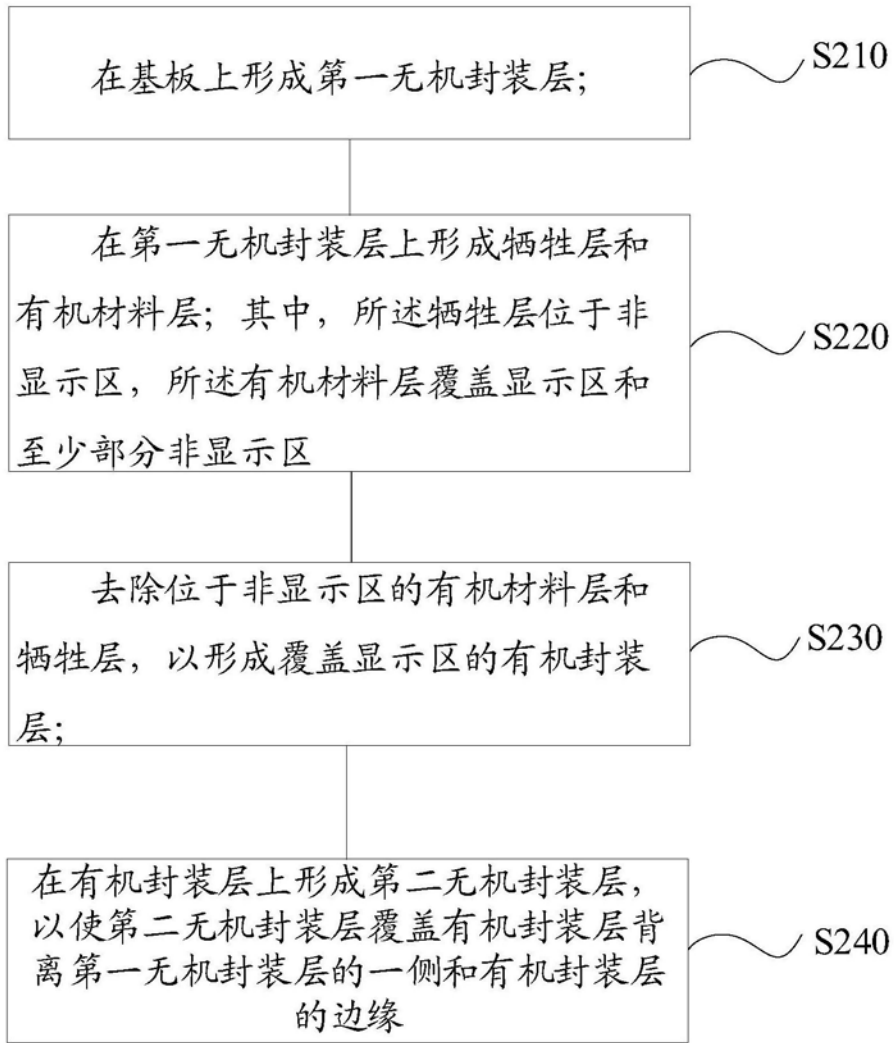 在基板上形成第一无机封装层;
S210
在第一无机封装层上形成牺牲层和
有机材料层;其中,所述牺牲层位于非
显示区,所述有机材料层覆盖显示区和
至少部分非显示区
S220
去除位于非显示区的有机材料层和
牺牲层,以形成覆盖显示区的有机封装
层;
S230
在有机封装层上形成第二无机封装层,
以使第二无机封装层覆盖有机封装层背
离第一无机封装层的一侧和有机封装层
的边缘
S240